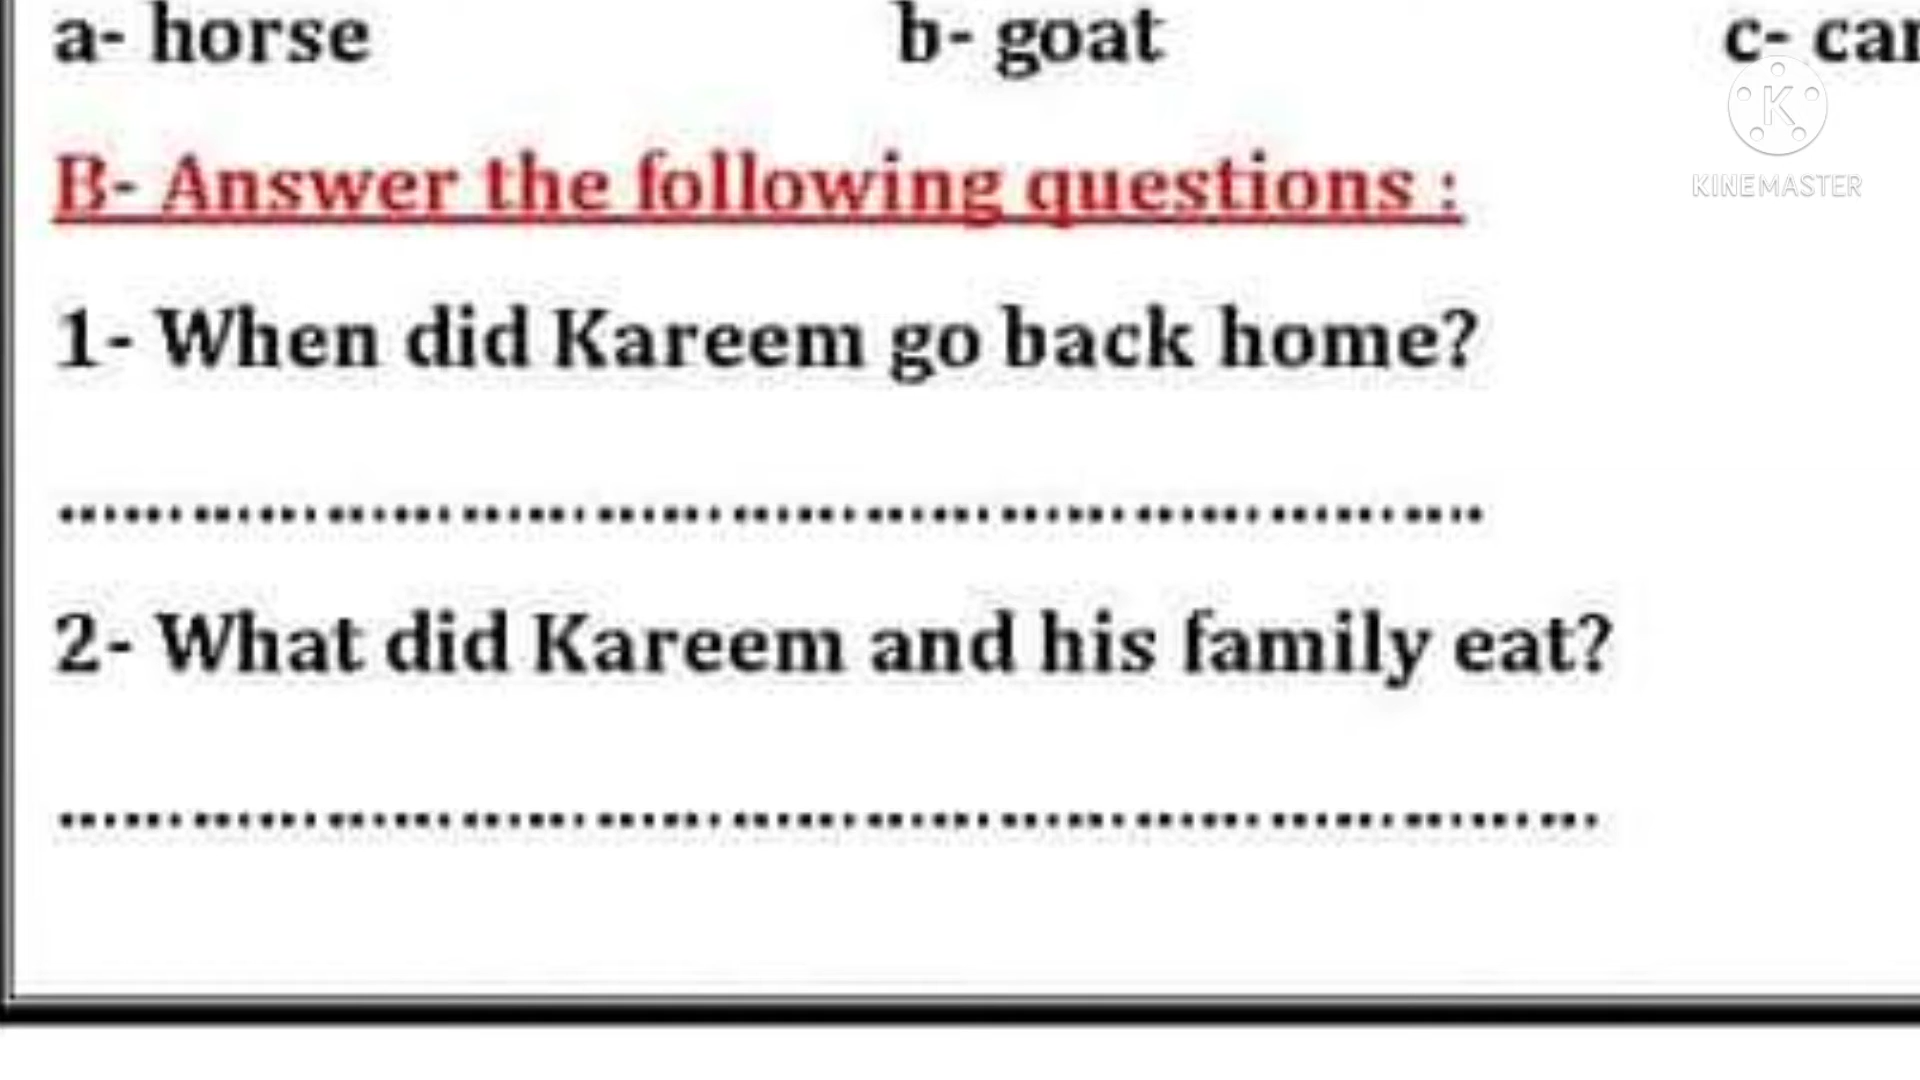 a- horse b- goat c-
B- Answer the following questions :
KINEMASTER
1- When did Kareem go back home?
2- What did Kareem and his family eat?